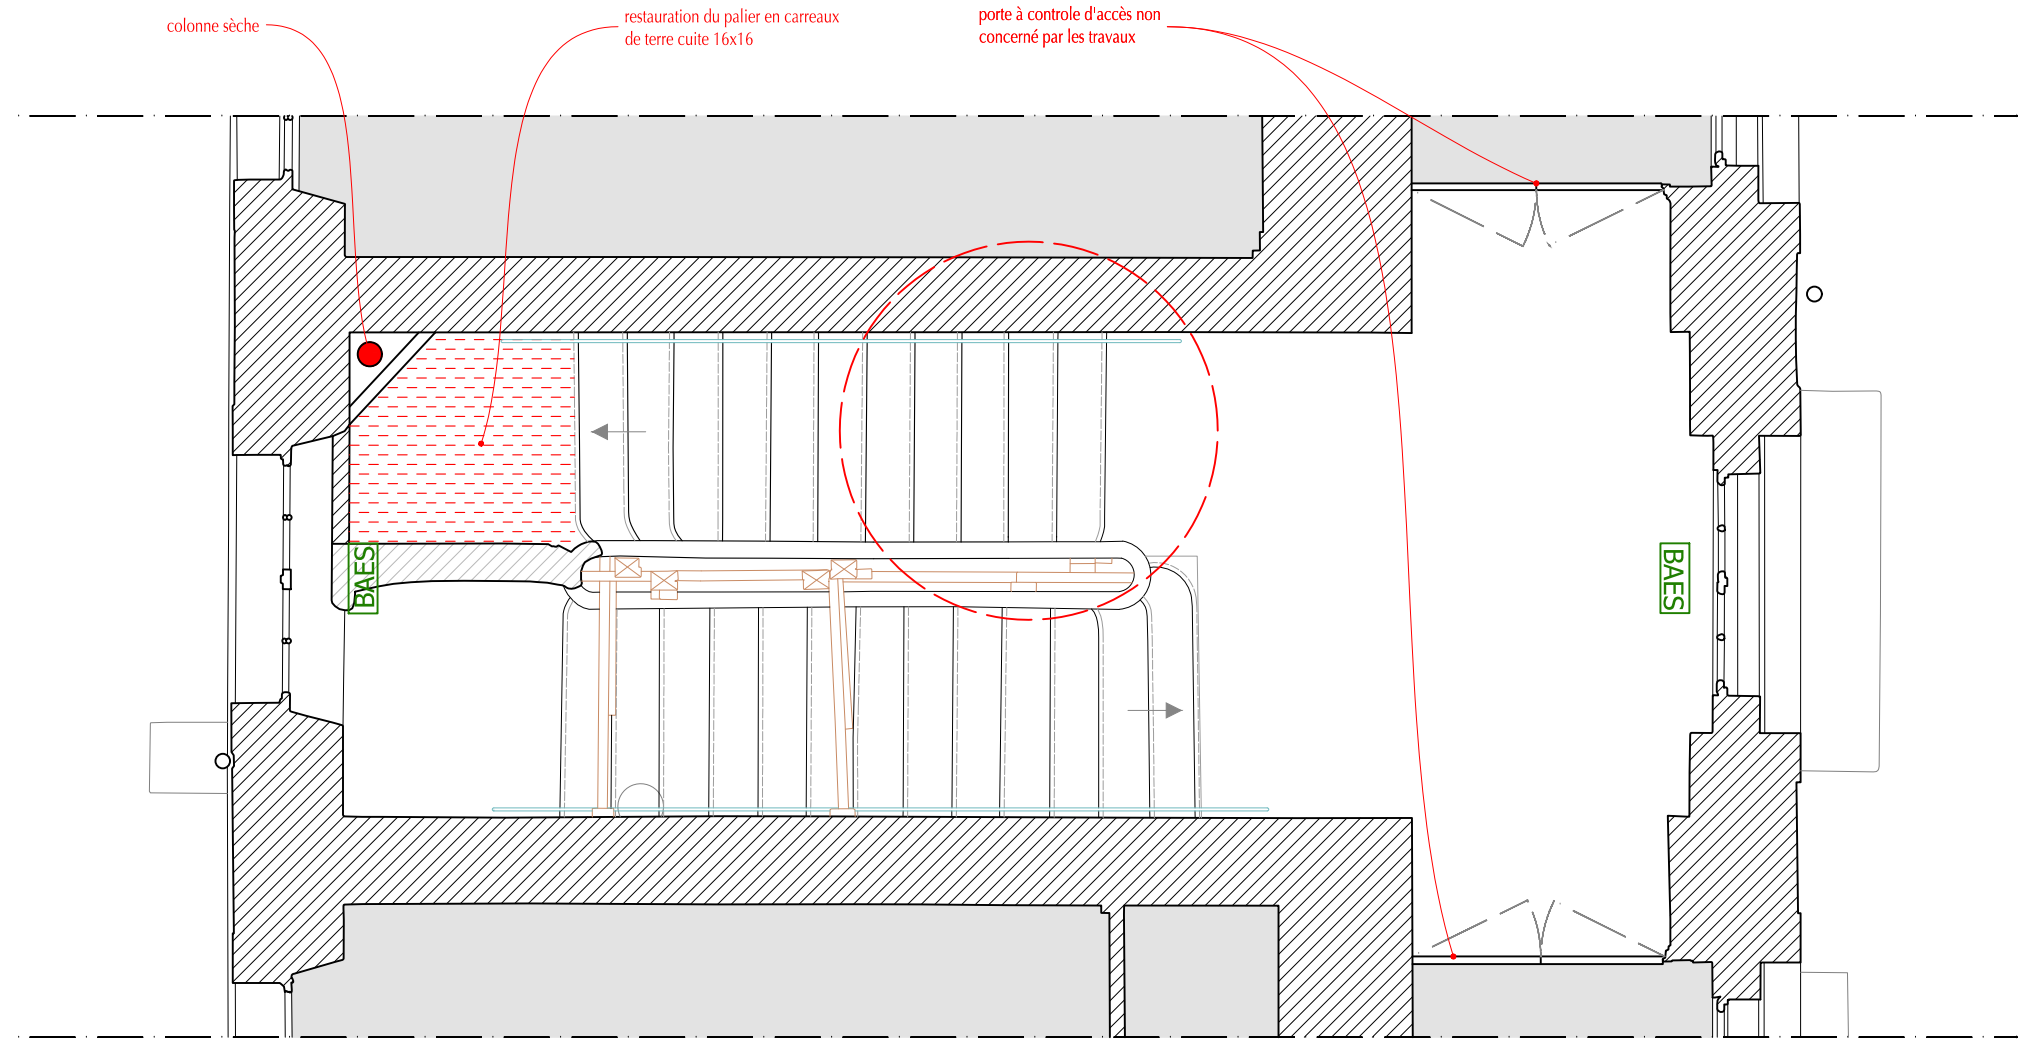 colonne sèche
restauration du palier en carreaux
de terre cuite 16x16
porte à controle d'accès non
concerné par les travaux
BAES
BAES